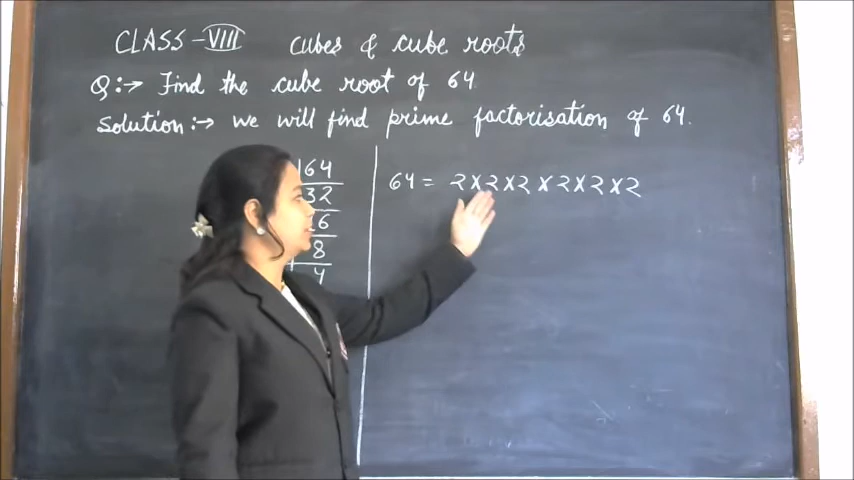 CLASS - VIII cubes & cube roots
Q:→ Find the cube root of 64
Solution :→ we will find prime factorisation of 64.
64
32
16
8
4
64 = 2×2×2×2×2×2